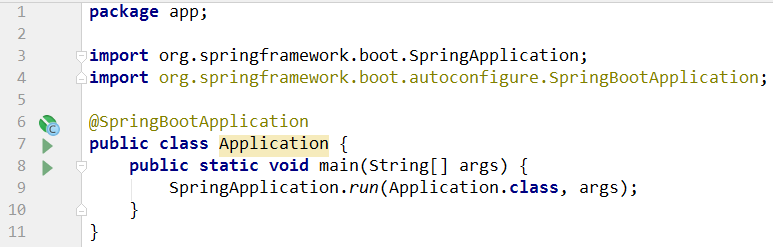 1 package app;
2
3 import org.springframework.boot.SpringApplication;
4 import org.springframework.boot.autoconfigure.SpringBootApplication;
5
6 @SpringBootApplication
7 public class Application {
8     public static void main(String[] args) {
9         SpringApplication.run(Application.class, args);
10     }
11 }